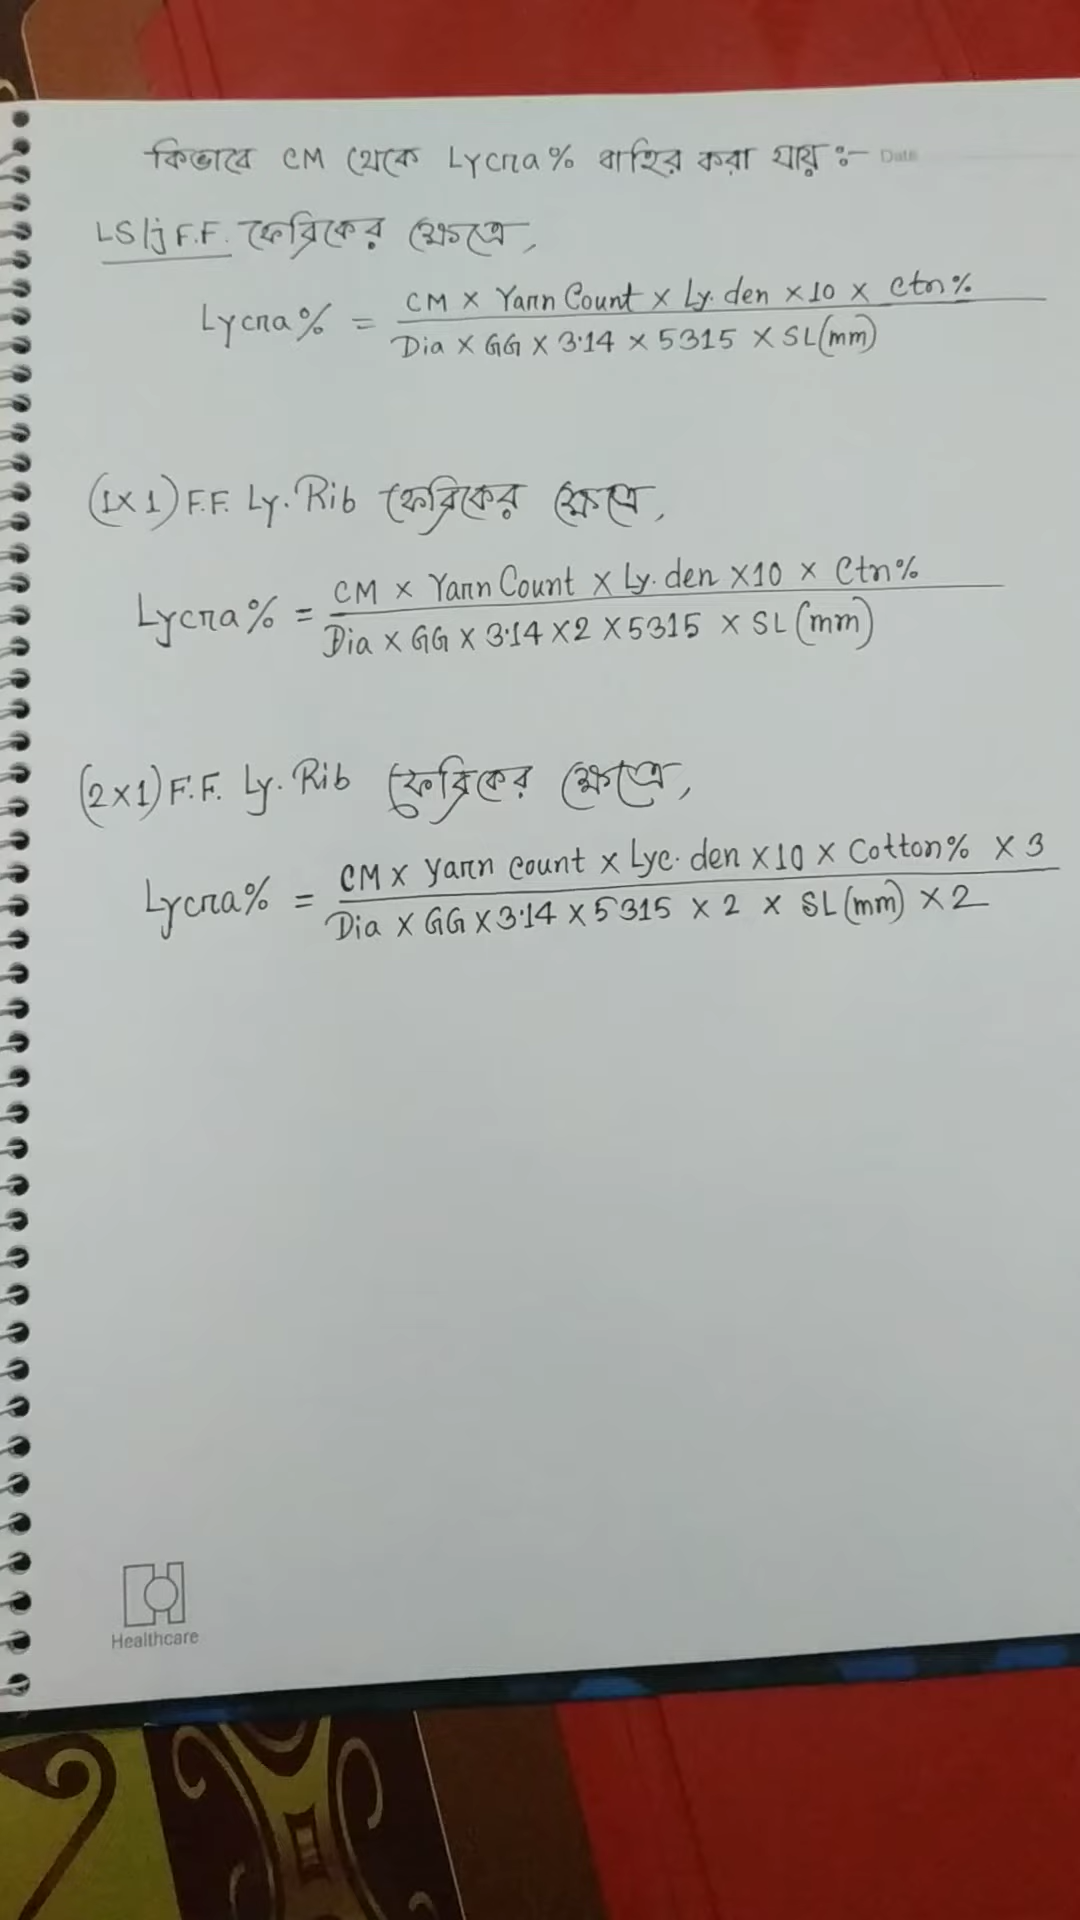 কিভাবে CM থেকে Lycra% বাহির করা যায় :- Date
LS/j F.F. ফেব্রিকের ক্ষেত্রে,
Lycra% = CM × Yarn Count × Ly. den × 10 × Ctn%
Dia × GG × 3.14 × 5315 × SL(mm)
(1×1) F.F. Ly. Rib ফেব্রিকের ক্ষেত্রে,
Lycra% = CM × Yarn Count × Ly. den ×10 × Ctn%
Dia × GG × 3.14 ×2 ×5315 × SL(mm)
(2×1) F.F. Ly. Rib ফেব্রিকের ক্ষেত্রে,
Lycra% = CM × Yarn count × Lyc. den ×10 × Cotton% ×3
Dia × GG ×3.14 ×5315 ×2 × SL(mm) ×2
Healthcare